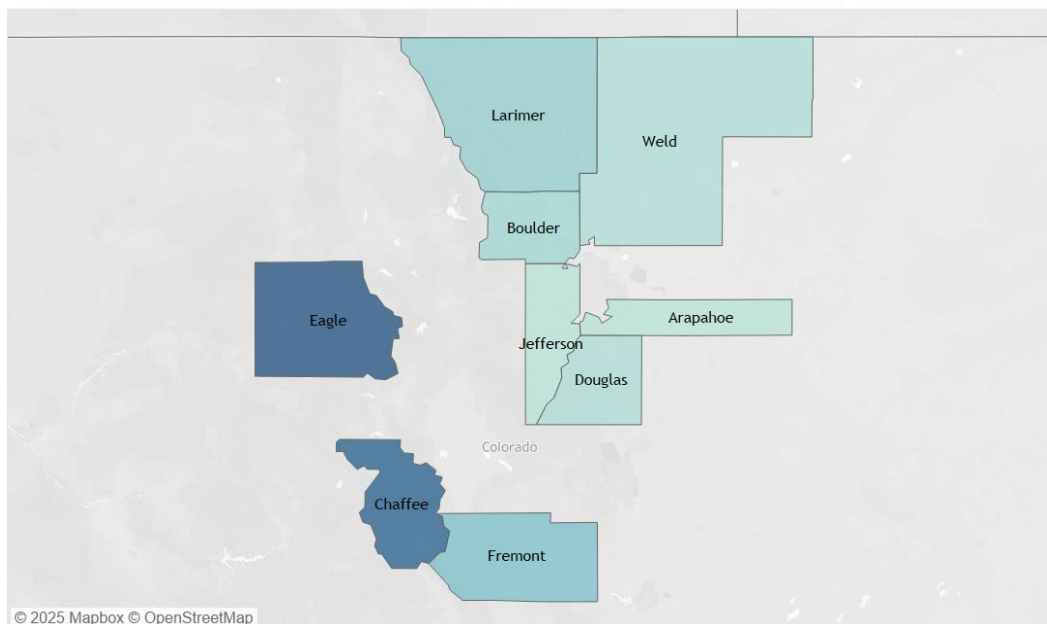 Larimer
Weld
Boulder
Eagle
Arapahoe
Jefferson
Douglas
Colorado
Chaffee
Fremont
© 2025 Mapbox © OpenStreetMap